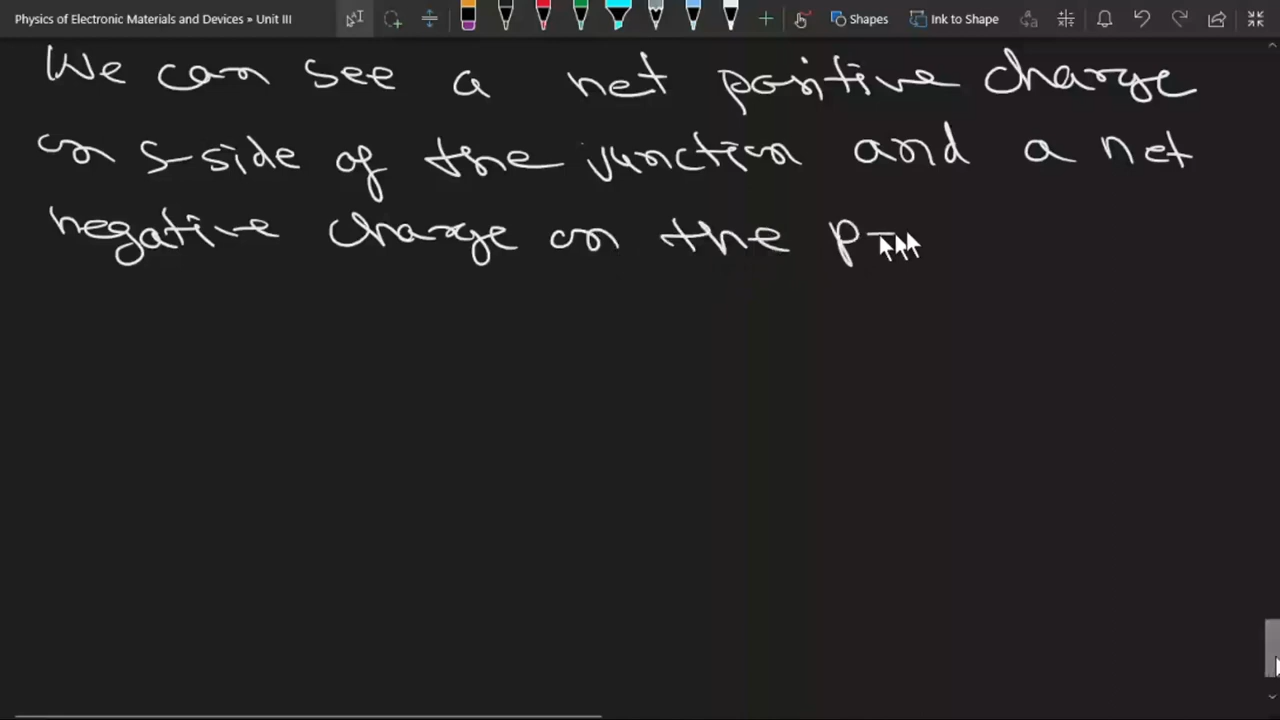 Physics of Electronic Materials and Devices » Unit III
Shapes
Ink to Shape
We can see a net positive charge
on s-side of the junction and a net
negative charge on the p-